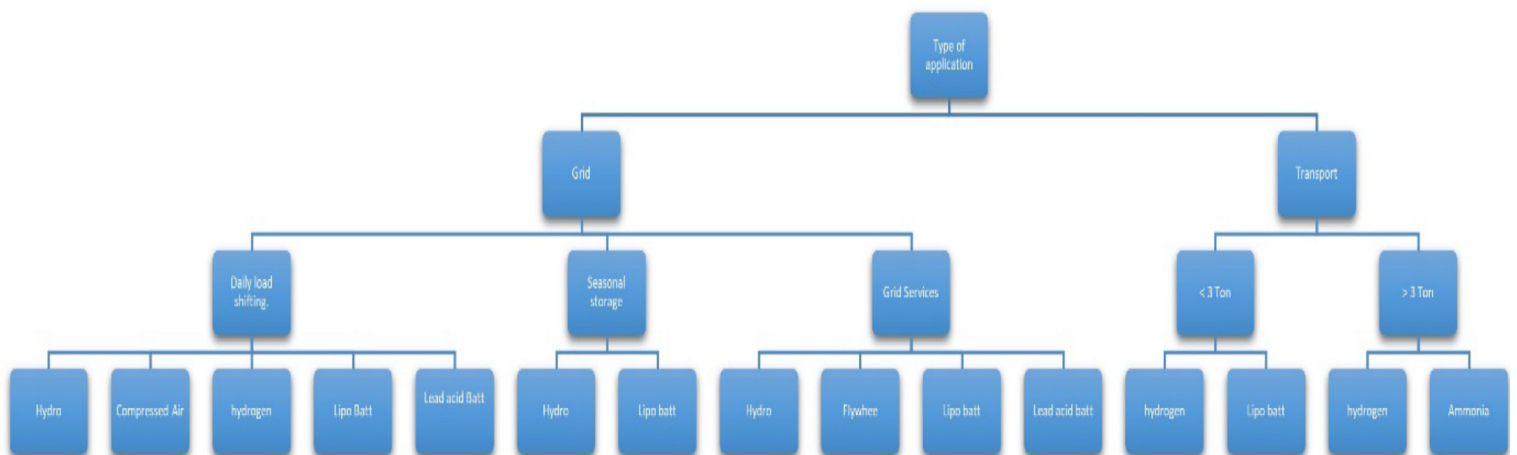 Type of
application
Grid
Transport
Daily load
shifting.
Seasonal
storage
Grid Services
< 3 Ton
> 3 Ton
Hydro
Compressed Air
hydrogen
Lipo Batt
Lead acid Batt
Hydro
Lipo batt
Hydro
Flywhee
Lipo batt
Lead acid batt
hydrogen
Lipo batt
hydrogen
Ammonia